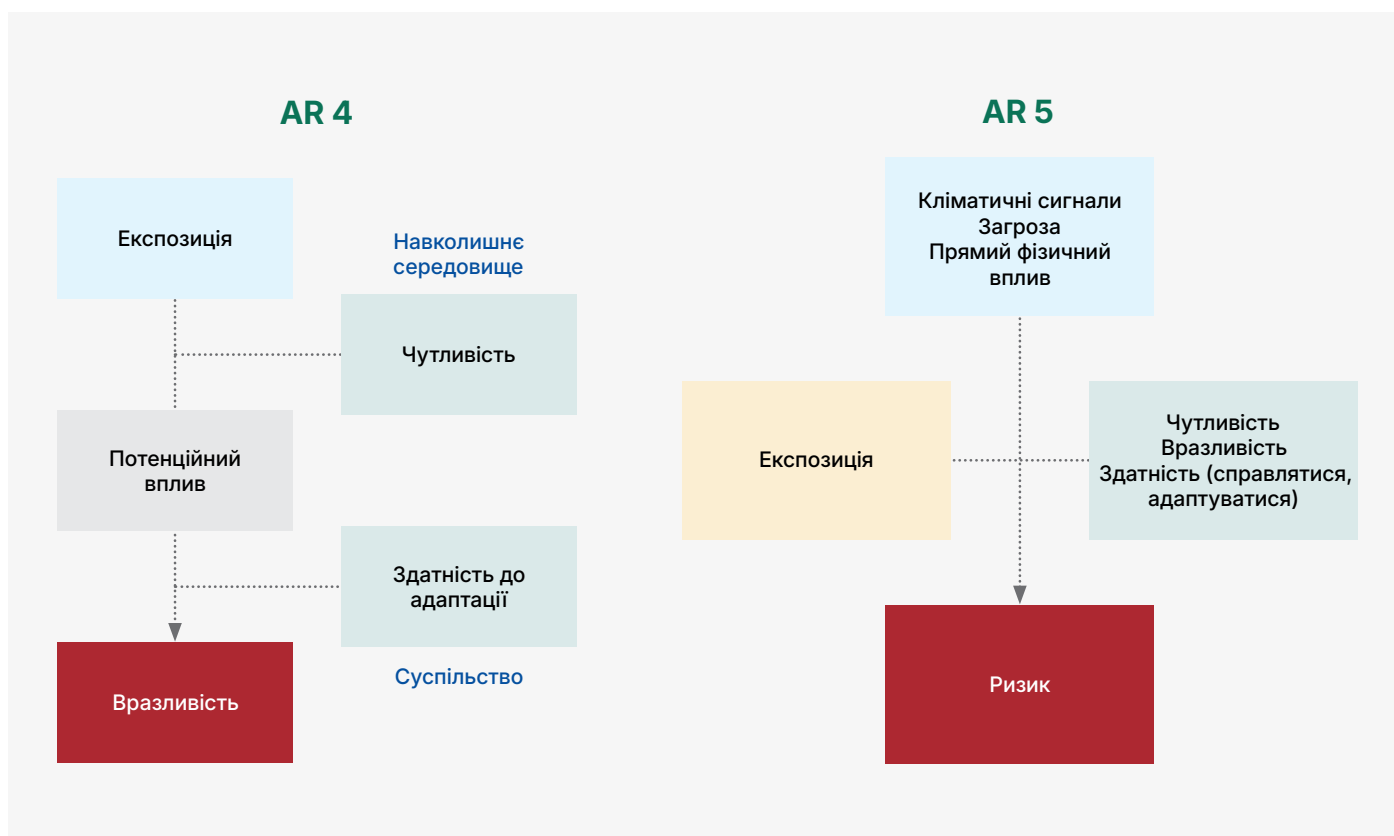 AR 4
Експозиція
Навколишнє
середовище
Чутливість
Потенційний
вплив
Здатність до
адаптації
Суспільство
Вразливість
AR 5
Кліматичні сигнали
Загроза
Прямий фізичний
вплив
Експозиція
Чутливість
Вразливість
Здатність (справлятися,
адаптуватися)
Ризик